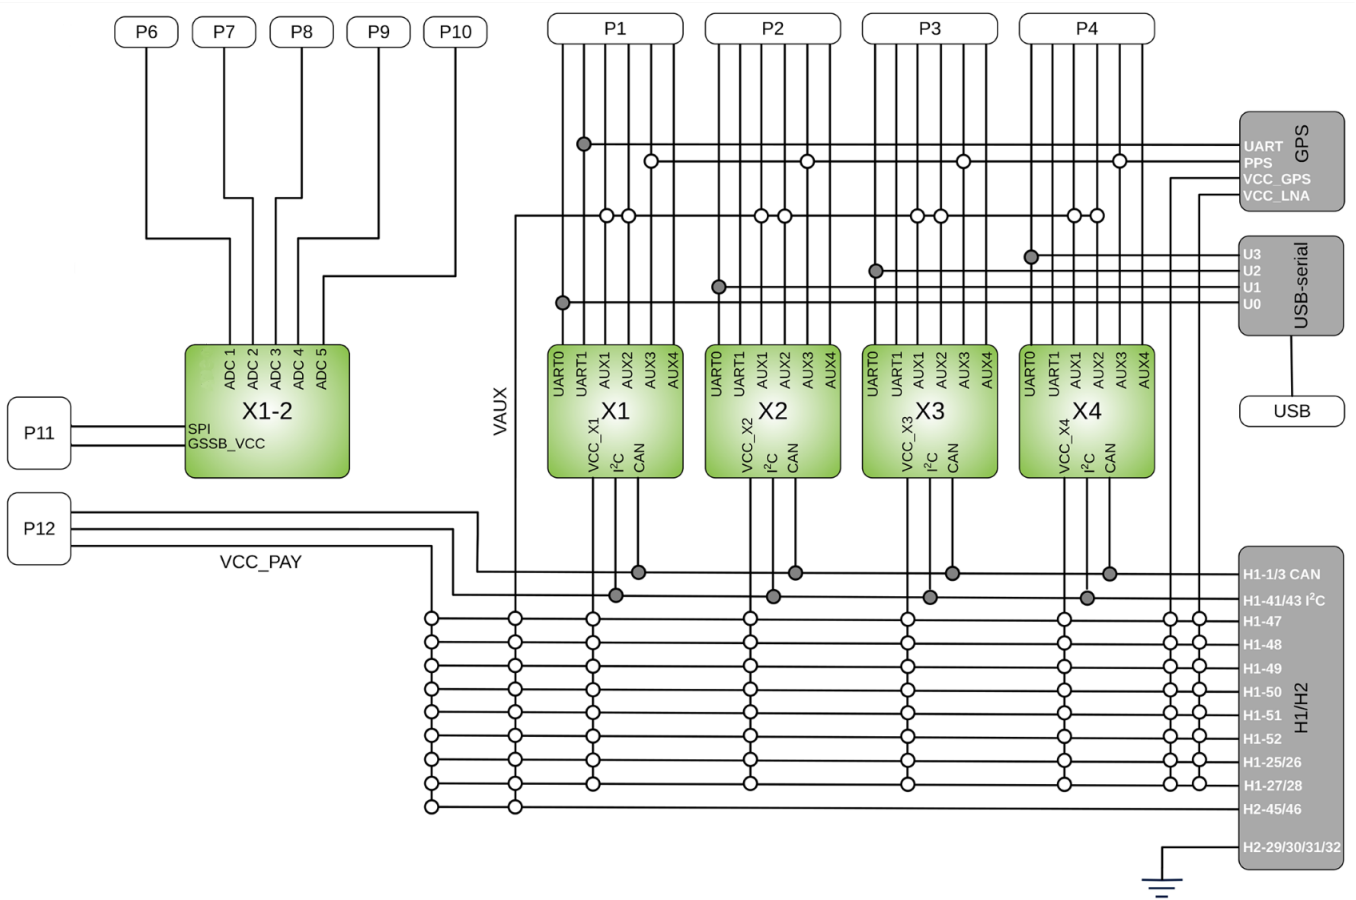 P6 P7 P8 P9 P10 P1 P2 P3 P4
GPS
UART
PPS
VCC_GPS
VCC_LNA
USB-serial
U3
U2
U1
U0
USB
ADC 1 ADC 2 ADC 3 ADC 4 ADC 5
X1-2
SPI
GSSB_VCC
P11
P12
VCC_PAY
VAUX
UART0 UART1 AUX1 AUX2 AUX3 AUX4
X1
VCC_X1 I²C CAN
UART0 UART1 AUX1 AUX2 AUX3 AUX4
X2
VCC_X2 I²C CAN
UART0 UART1 AUX1 AUX2 AUX3 AUX4
X3
VCC_X3 I²C CAN
UART0 UART1 AUX1 AUX2 AUX3 AUX4
X4
VCC_X4 I²C CAN
H1/H2
H1-1/3 CAN
H1-41/43 I²C
H1-47
H1-48
H1-49
H1-50
H1-51
H1-52
H1-25/26
H1-27/28
H2-45/46
H2-29/30/31/32